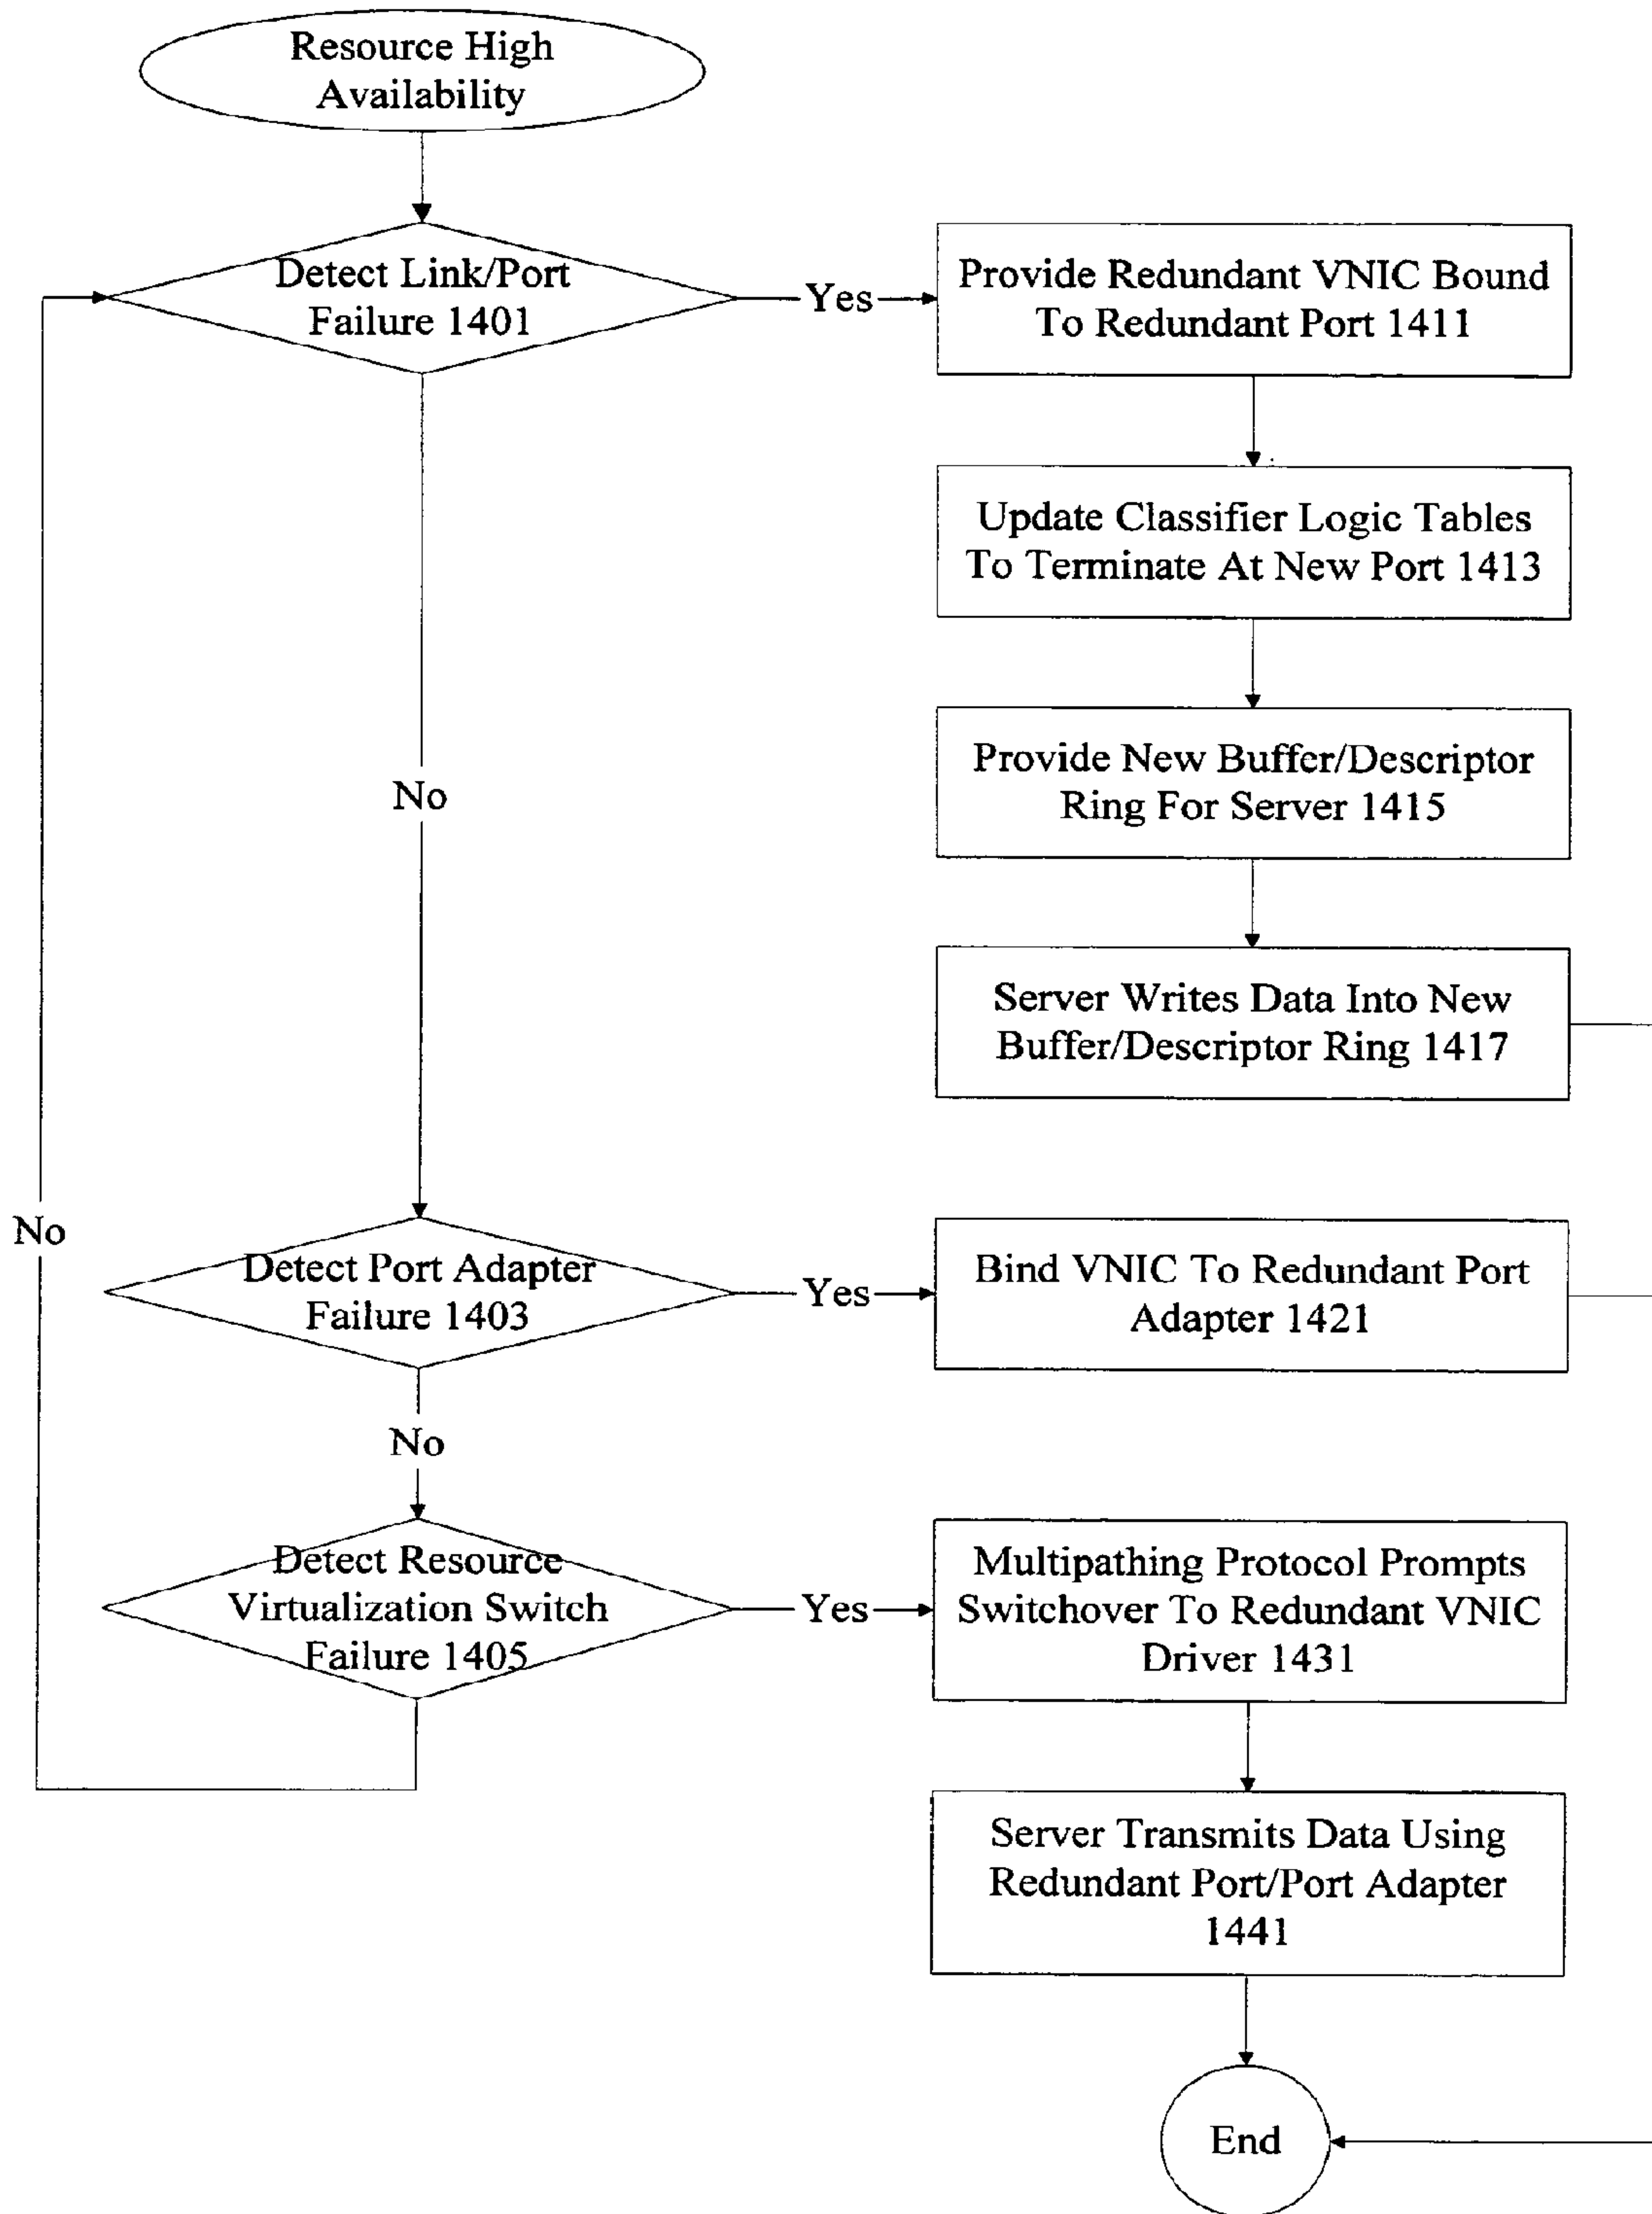 Resource High
Availability
Detect Link/Port
Failure 1401
Yes
Provide Redundant VNIC Bound
To Redundant Port 1411
Update Classifier Logic Tables
To Terminate At New Port 1413
Provide New Buffer/Descriptor
Ring For Server 1415
No
Server Writes Data Into New
Buffer/Descriptor Ring 1417
No
Detect Port Adapter
Failure 1403
Yes
Bind VNIC To Redundant Port
Adapter 1421
No
Detect Resource
Virtualization Switch
Failure 1405
Yes
Multipathing Protocol Prompts
Switchover To Redundant VNIC
Driver 1431
Server Transmits Data Using
Redundant Port/Port Adapter
1441
End